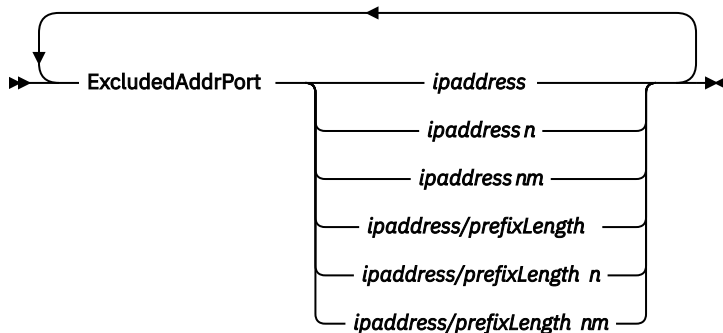 ExcludedAddrPort ipaddress
ipaddress n
ipaddress nm
ipaddress/prefixLength
ipaddress/prefixLength n
ipaddress/prefixLength nm